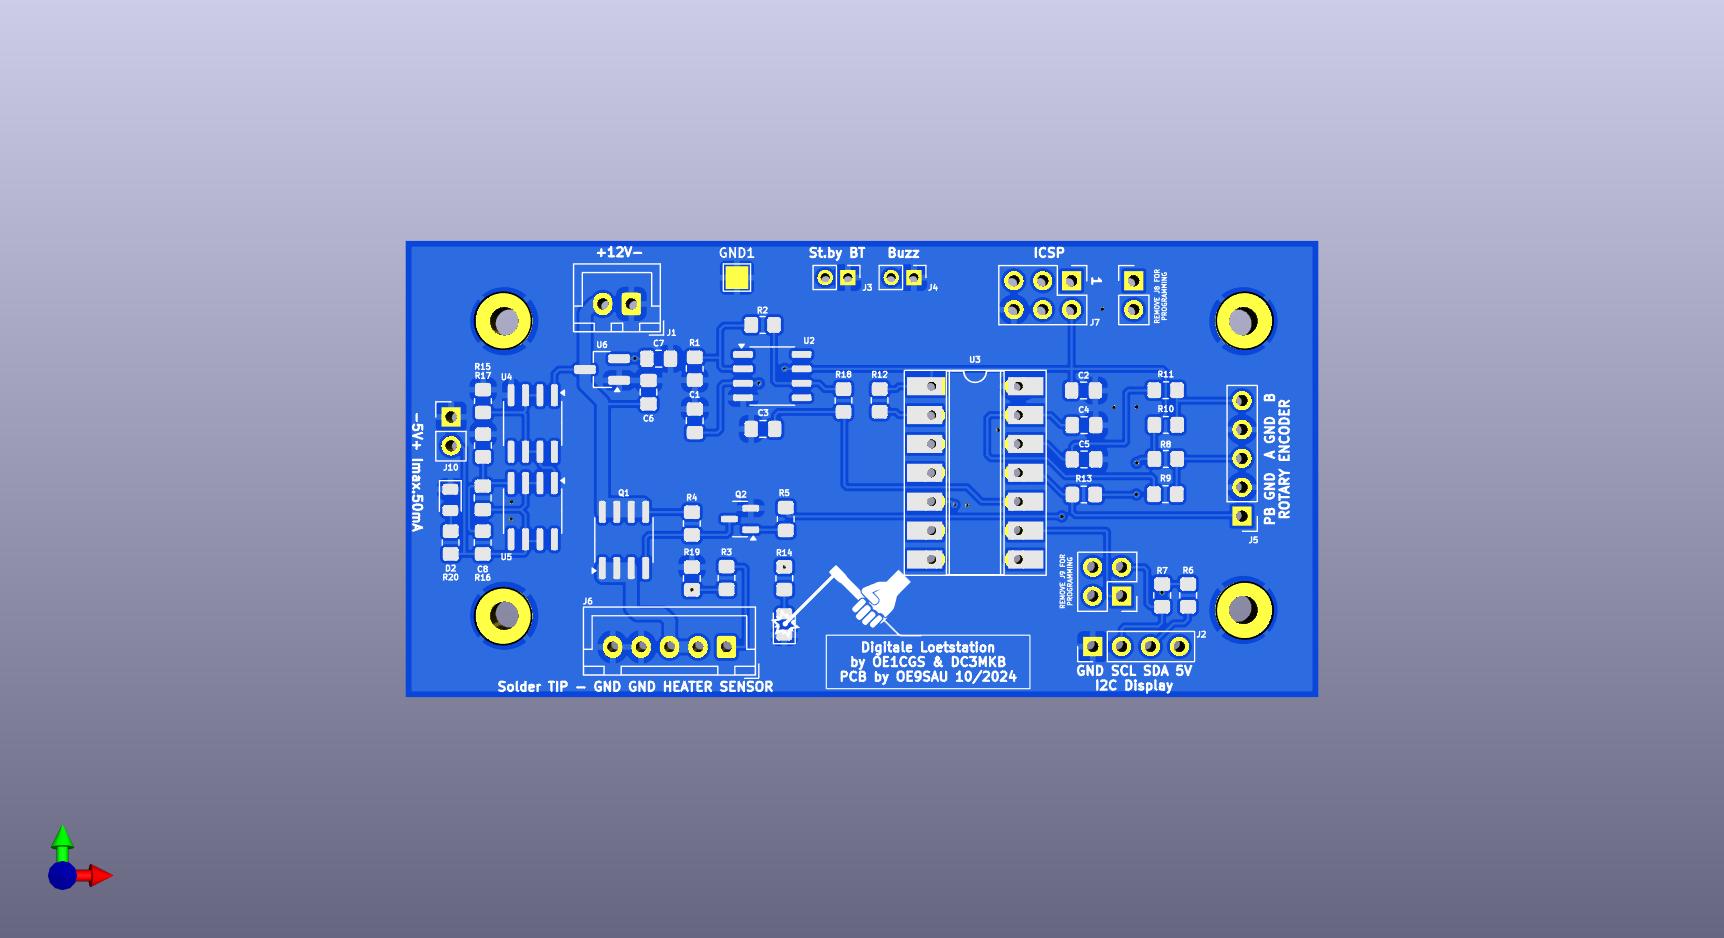 +12V-
GND1
St.by BT
Buzz
ICSP
J3
J4
1
J7
REMOVE J8 FOR
PROGRAMMING
J1
R2
U6
C7
R1
U2
U3
R15
R17
U4
C6
C1
C3
R18
R12
C2
R11
C4
R10
C5
R8
R13
R9
B
A GND
PB GND
ROTARY ENCODER
J5
-5V+ Imax.50mA
J10
Q1
R4
Q2
R5
U5
D2
R20
C8
R16
R19
R3
R14
REMOVE J9 FOR
PROGRAMMING
R7
R6
J6
J2
Digitale Loetstation
by OE1CGS & DC3MKB
PCB by OE9SAU 10/2024
GND SCL SDA 5V
I2C Display
Solder TIP - GND GND HEATER SENSOR